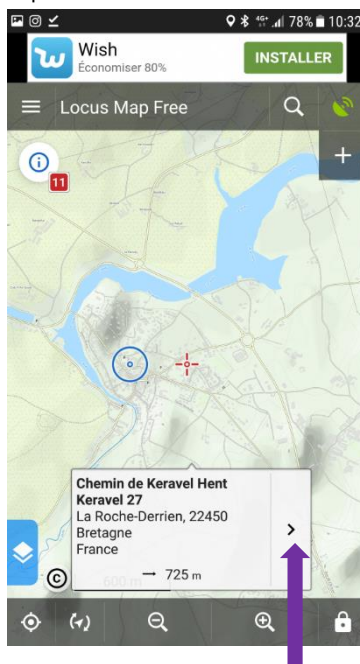 4G+ 78% 10:32
Wish
Économiser 80%
INSTALLER
Locus Map Free
11
Chemin de Keravel Hent
Keravel 27
La Roche-Derrien, 22450
Bretagne
France
→ 725 m
© 600 m